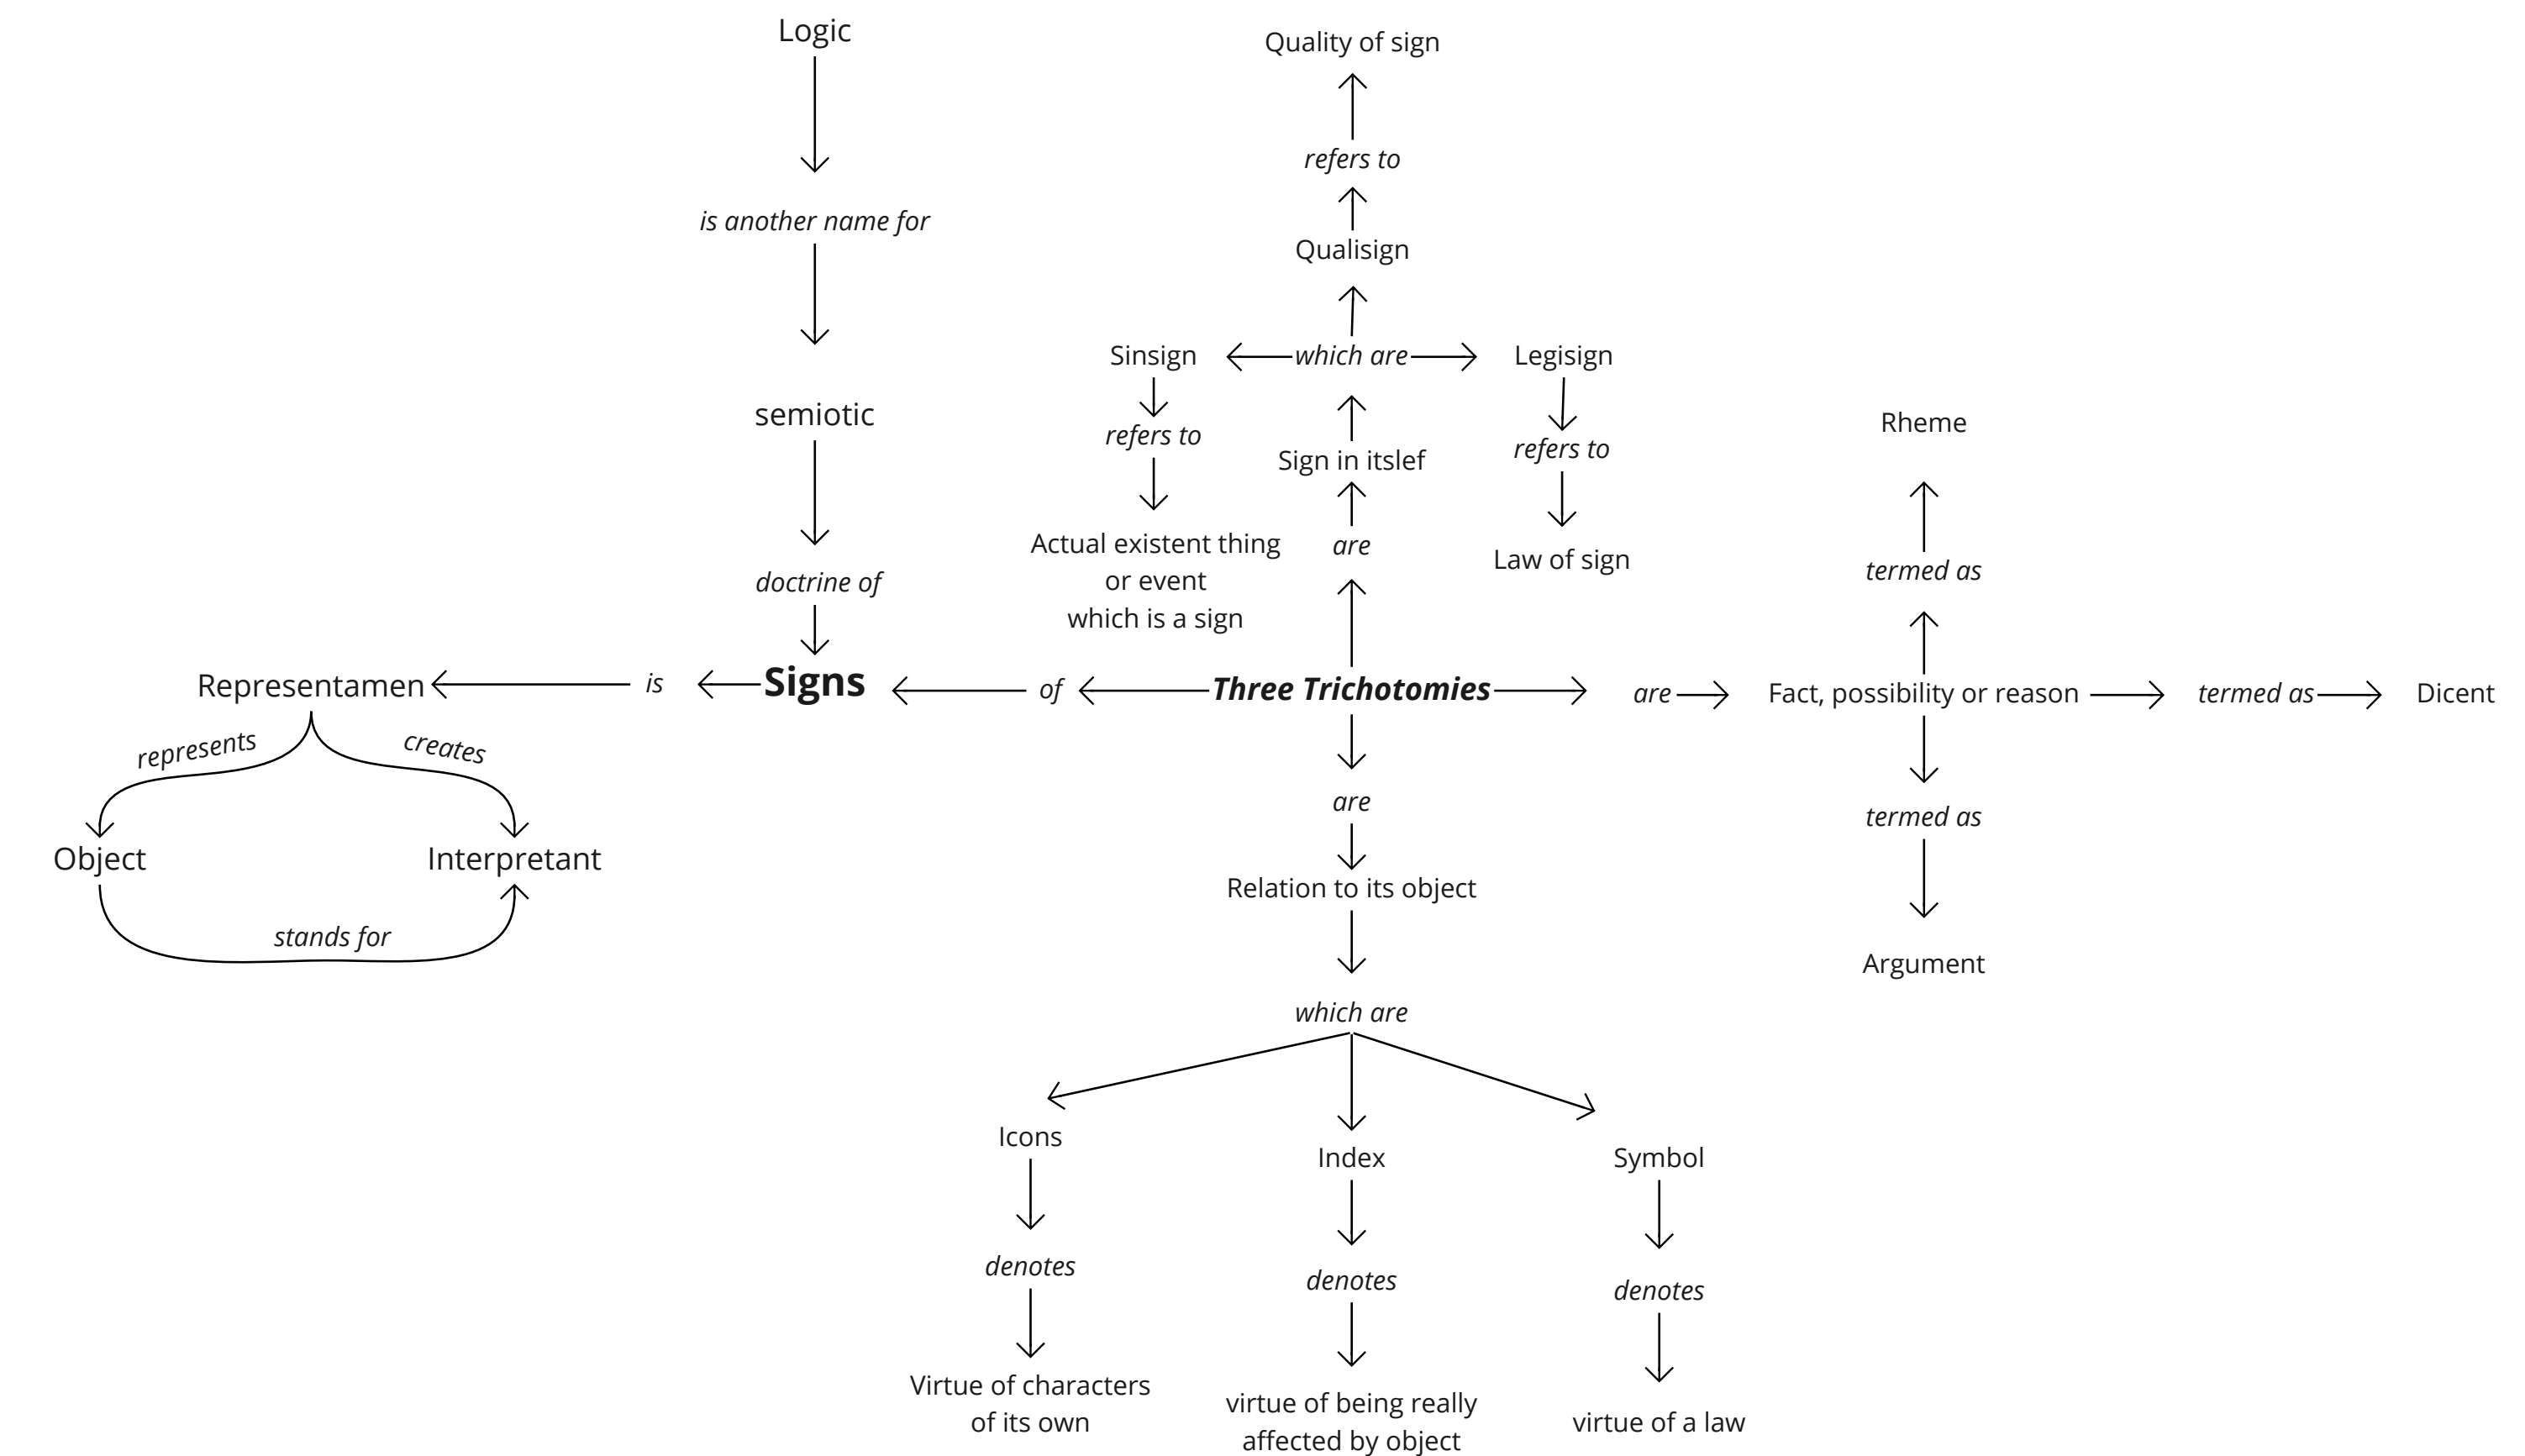 Logic
is another name for
semiotic
doctrine of
Signs
is
Representamen
represents
creates
Object
Interpretant
stands for
of
Three Trichotomies
are
Sign in itslef
which are
Qualisign
refers to
Quality of sign
Sinsign
refers to
Actual existent thing
or event
which is a sign
Legisign
refers to
Law of sign
are
Fact, possibility or reason
termed as
Rheme
termed as
Dicent
termed as
Argument
are
Relation to its object
which are
Icons
denotes
Virtue of characters
of its own
Index
denotes
virtue of being really
affected by object
Symbol
denotes
virtue of a law